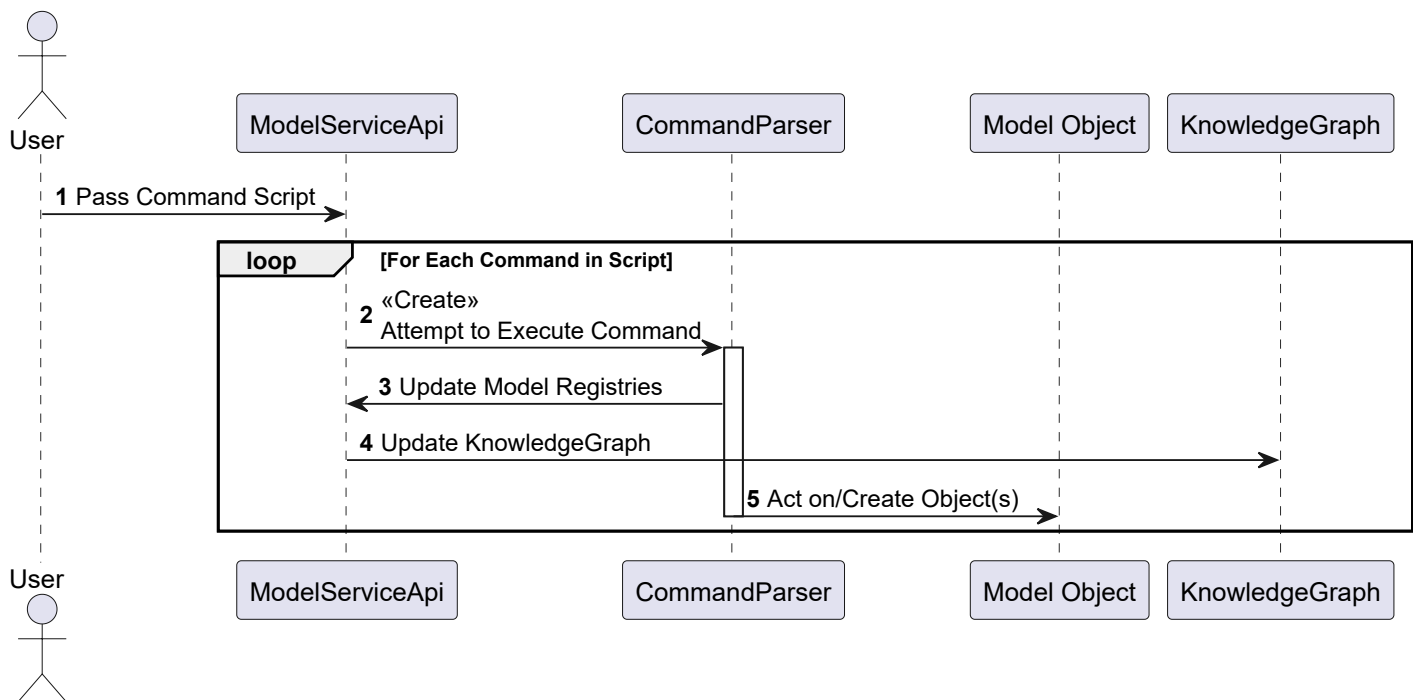 User
ModelServiceApi
CommandParser
Model Object
KnowledgeGraph
1 Pass Command Script
loop
[For Each Command in Script]
2
«Create»
Attempt to Execute Command
3 Update Model Registries
4 Update KnowledgeGraph
5 Act on/Create Object(s)
User
ModelServiceApi
CommandParser
Model Object
KnowledgeGraph